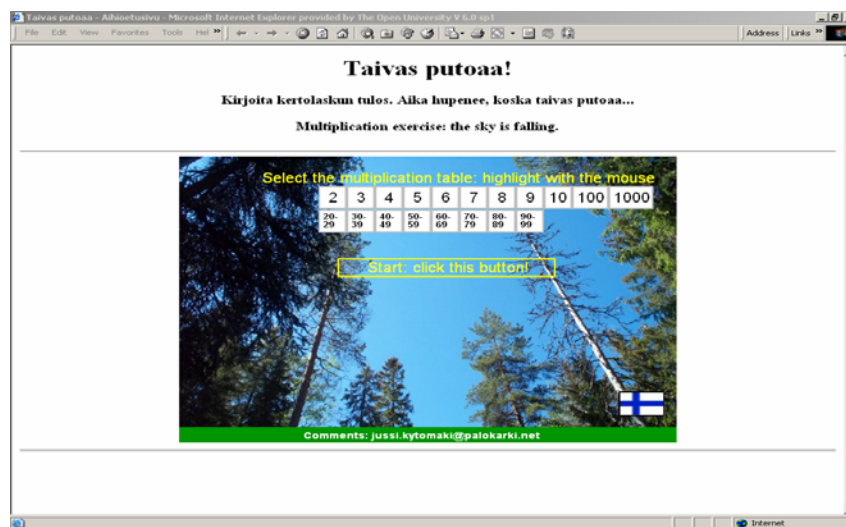 Taivas putoaa - Aihioetusivu - Microsoft Internet Explorer provided by The Open University V 6.0 sp1
File Edit View Favorites Tools Hel » Address Links »
Taivas putoaa!
Kirjoita kertolaskun tulos. Aika hupenee, koska taivas putoaa...
Multiplication exercise: the sky is falling.
Select the multiplication table: highlight with the mouse
2 3 4 5 6 7 8 9 10 100 1000
20-29 30-39 40-49 50-59 60-69 70-79 80-89 90-99
Start: click this button!
Comments: jussi.kytomaki@palokarki.net
Internet